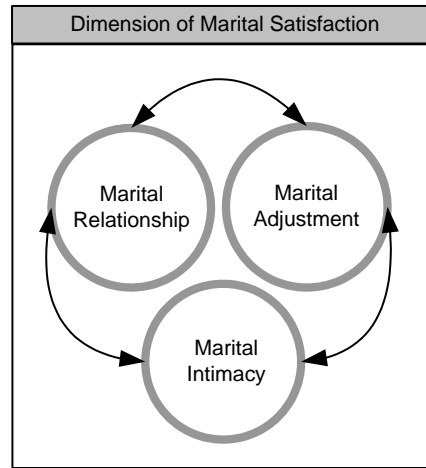 Dimension of Marital Satisfaction
Marital
Relationship
Marital
Adjustment
Marital
Intimacy